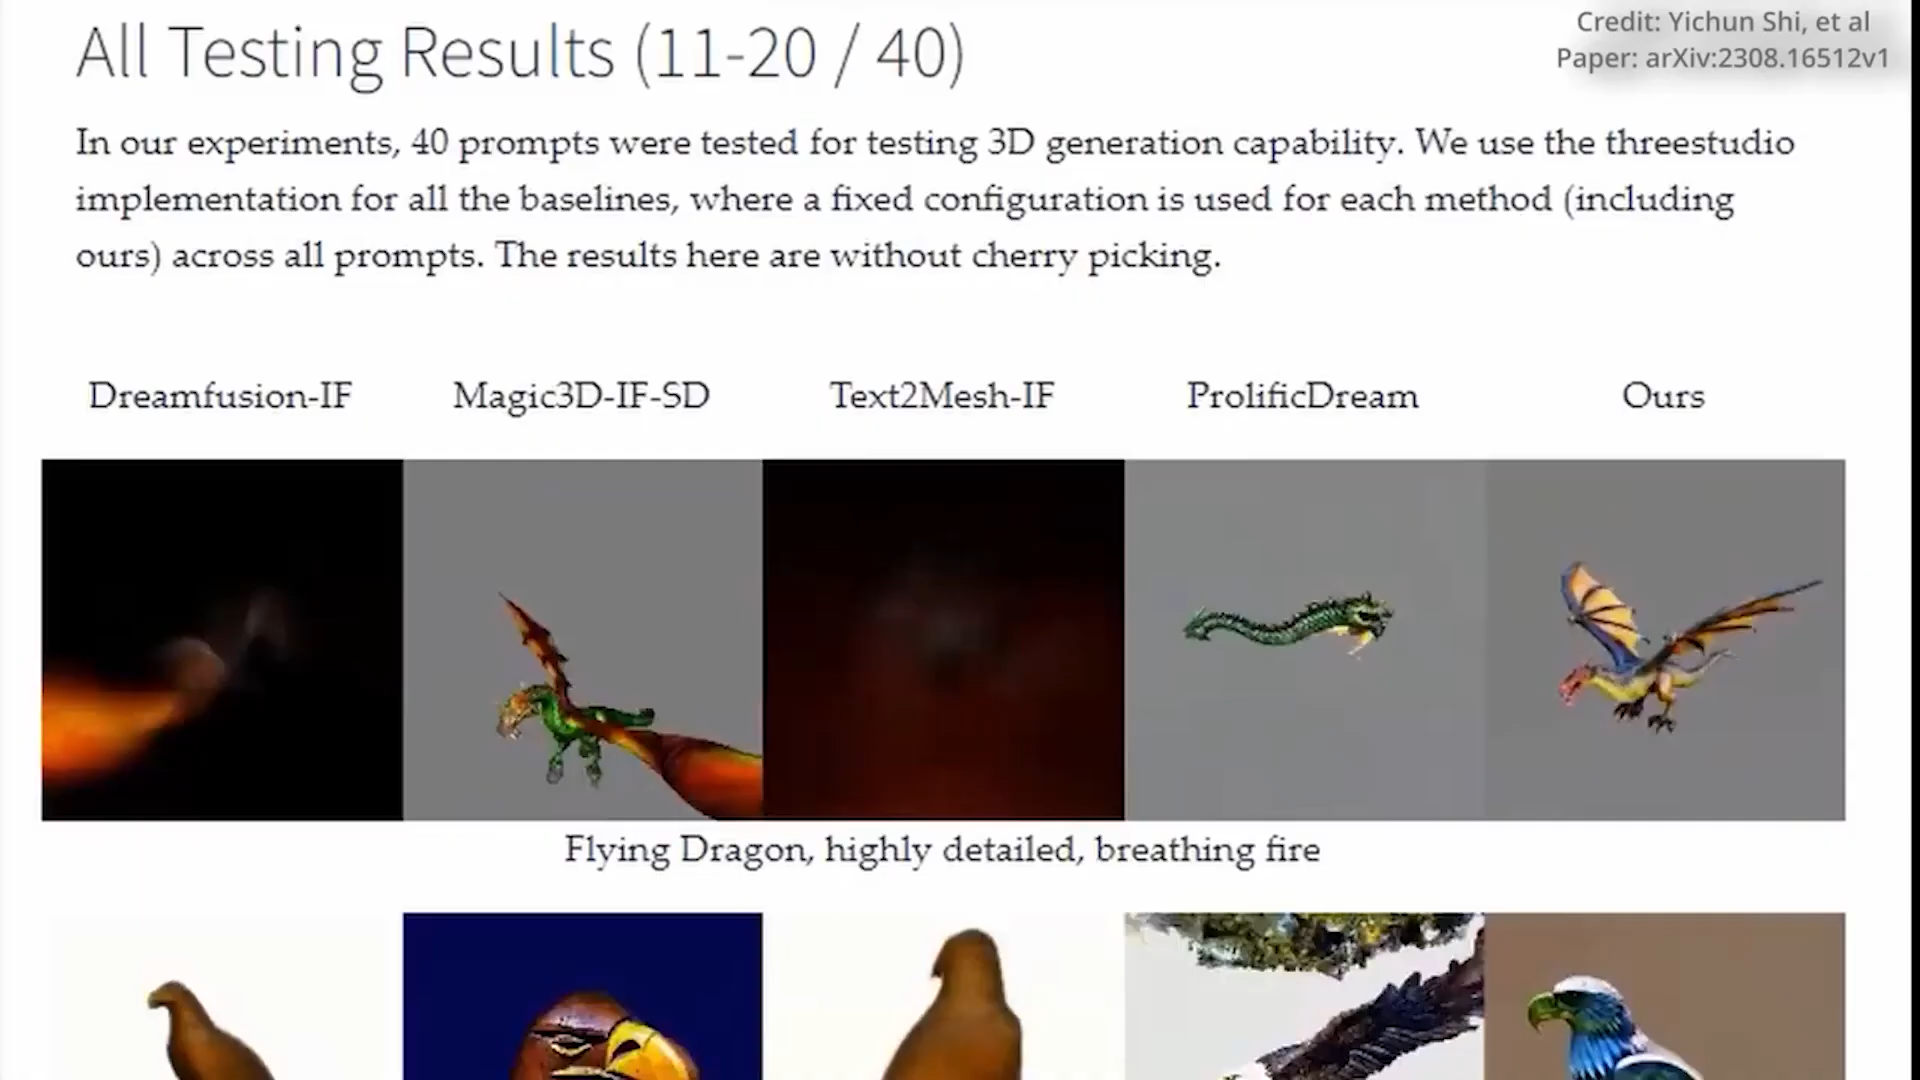 Credit: Yichun Shi, et al
Paper: arXiv:2308.16512v1
All Testing Results (11-20 / 40)
In our experiments, 40 prompts were tested for testing 3D generation capability. We use the threestudio
implementation for all the baselines, where a fixed configuration is used for each method (including
ours) across all prompts. The results here are without cherry picking.
Dreamfusion-IF Magic3D-IF-SD Text2Mesh-IF ProlificDream Ours
Flying Dragon, highly detailed, breathing fire